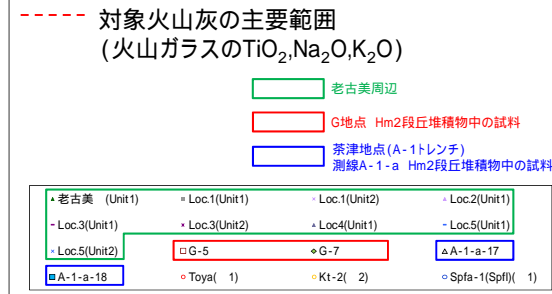 対象火山灰の主要範囲
(火山ガラスのTiO2,Na2O,K2O)
老古美周辺
G地点 Hm2段丘堆積物中の試料
茶津地点(A-1トレンチ)
測線A-1-a Hm2段丘堆積物中の試料
老古美 (Unit1) Loc.1(Unit1) Loc.1(Unit2) Loc.2(Unit1)
Loc.3(Unit1) Loc.3(Unit2) Loc4(Unit1) Loc.5(Unit1)
Loc.5(Unit2) G-5 G-7 A-1-a-17
A-1-a-18 Toya( 1) Kt-2( 2) Spfa-1(Spfl)( 1)